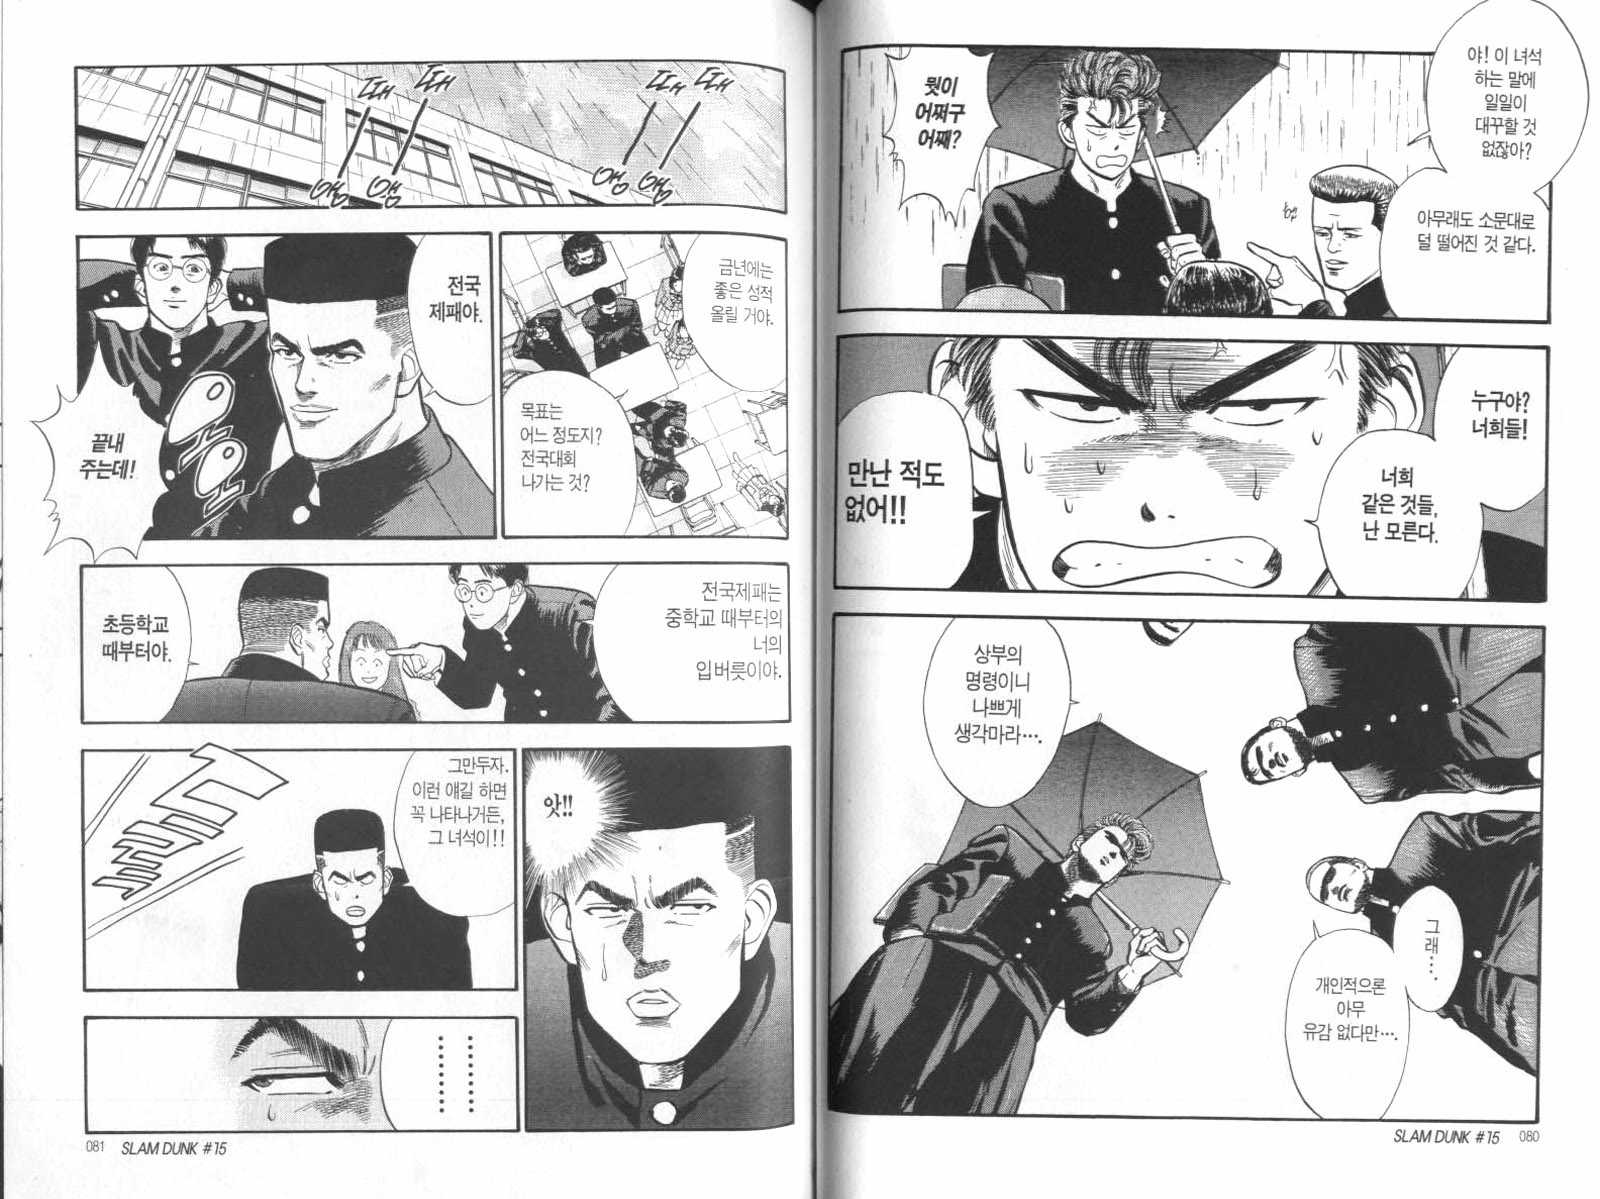 야! 이 녀석
하는 말에
일일이
대꾸할 것
없잖아?
아무래도 소문대로
덜 떨어진 것 같다.
뭣이
어쩌구
어째?
누구야?
너희들!
너희
같은 것들,
난 모른다.
만난 적도
없어!!
상부의
명령이니
나쁘게
생각마라….
그
래
….
개인적으론
아무
유감 없다만….
SLAM DUNK #15 080
때 때 때 때
앵 앵 앵 앵
금년에는
좋은 성적
올릴 거야.
목표는
어느 정도지?
전국대회
나가는 것?
전국
제패야.
끝내
주는데!
전국제패는
중학교 때부터의
너의
입버릇이야.
초등학교
때부터야.
앗!!
그만두자.
이런 얘길 하면
꼭 나타나거든,
그 녀석이!!
……
……
081 SLAM DUNK #15